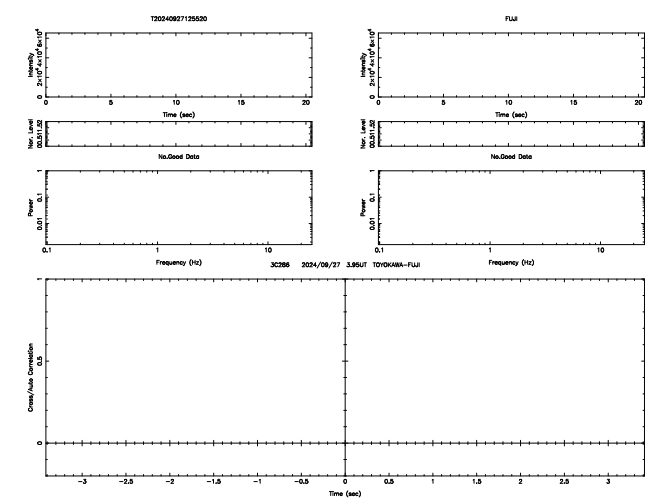 T20240927125520 FUJI
Intensity 0 2×10⁴ 4×10⁴ 6×10⁴ Intensity 0 2×10⁴ 4×10⁴ 6×10⁴
0 5 10 15 20 0 5 10 15 20
Time (sec) Time (sec)
Nor. Level 00.511.52 Nor. Level 00.511.52
No.Good Data No.Good Data
Power 0.01 0.1 1 Power 0.01 0.1 1
0.1 1 10 0.1 1 10
Frequency (Hz) Frequency (Hz)
3C286 2024/09/27 3.95UT TOYOKAWA-FUJI
Cross/Auto Correlation 0 0.5 1
-3 -2.5 -2 -1.5 -1 -0.5 0 0.5 1 1.5 2 2.5 3
Time (sec)